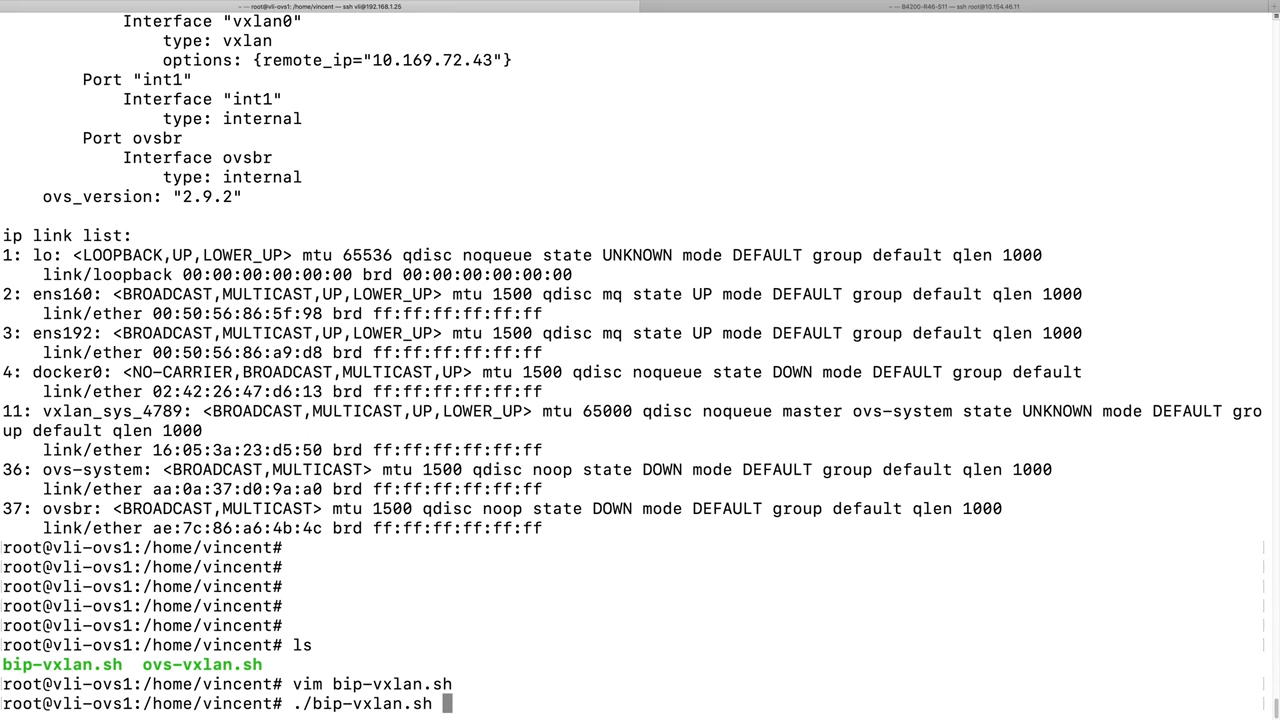 ~ — root@vli-ovs1: /home/vincent — ssh vli@192.168.1.25
~ — B4200-R46-S11 — ssh root@10.154.46.11
Interface "vxlan0"
type: vxlan
options: {remote_ip="10.169.72.43"}
Port "int1"
Interface "int1"
type: internal
Port ovsbr
Interface ovsbr
type: internal
ovs_version: "2.9.2"
ip link list:
1: lo: <LOOPBACK,UP,LOWER_UP> mtu 65536 qdisc noqueue state UNKNOWN mode DEFAULT group default qlen 1000
link/loopback 00:00:00:00:00:00 brd 00:00:00:00:00:00
2: ens160: <BROADCAST,MULTICAST,UP,LOWER_UP> mtu 1500 qdisc mq state UP mode DEFAULT group default qlen 1000
link/ether 00:50:56:86:5f:98 brd ff:ff:ff:ff:ff:ff
3: ens192: <BROADCAST,MULTICAST,UP,LOWER_UP> mtu 1500 qdisc mq state UP mode DEFAULT group default qlen 1000
link/ether 00:50:56:86:a9:d8 brd ff:ff:ff:ff:ff:ff
4: docker0: <NO-CARRIER,BROADCAST,MULTICAST,UP> mtu 1500 qdisc noqueue state DOWN mode DEFAULT group default
link/ether 02:42:26:47:d6:13 brd ff:ff:ff:ff:ff:ff
11: vxlan_sys_4789: <BROADCAST,MULTICAST,UP,LOWER_UP> mtu 65000 qdisc noqueue master ovs-system state UNKNOWN mode DEFAULT gro
up default qlen 1000
link/ether 16:05:3a:23:d5:50 brd ff:ff:ff:ff:ff:ff
36: ovs-system: <BROADCAST,MULTICAST> mtu 1500 qdisc noop state DOWN mode DEFAULT group default qlen 1000
link/ether aa:0a:37:d0:9a:a0 brd ff:ff:ff:ff:ff:ff
37: ovsbr: <BROADCAST,MULTICAST> mtu 1500 qdisc noop state DOWN mode DEFAULT group default qlen 1000
link/ether ae:7c:86:a6:4b:4c brd ff:ff:ff:ff:ff:ff
root@vli-ovs1:/home/vincent#
root@vli-ovs1:/home/vincent#
root@vli-ovs1:/home/vincent#
root@vli-ovs1:/home/vincent#
root@vli-ovs1:/home/vincent#
root@vli-ovs1:/home/vincent# ls
bip-vxlan.sh ovs-vxlan.sh
root@vli-ovs1:/home/vincent# vim bip-vxlan.sh
root@vli-ovs1:/home/vincent# ./bip-vxlan.sh